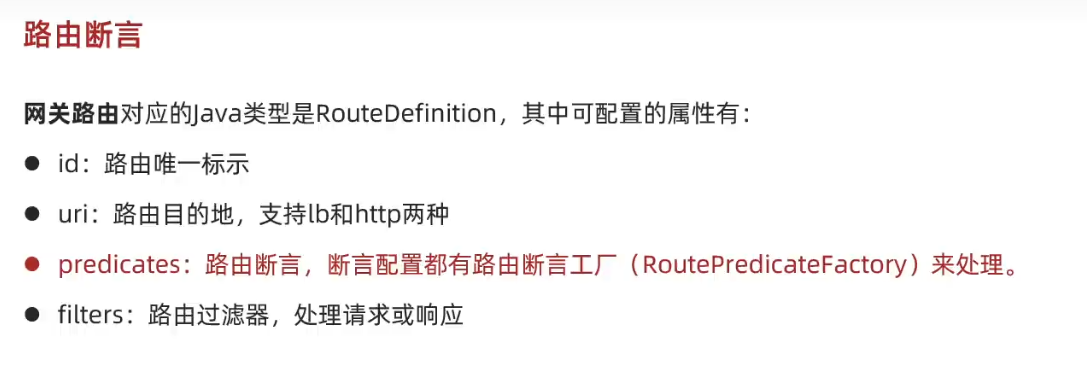 路由断言
网关路由对应的Java类型是RouteDefinition，其中可配置的属性有：
● id：路由唯一标示
● uri：路由目的地，支持lb和http两种
● predicates：路由断言，断言配置都有路由断言工厂（RoutePredicateFactory）来处理。
● filters：路由过滤器，处理请求或响应